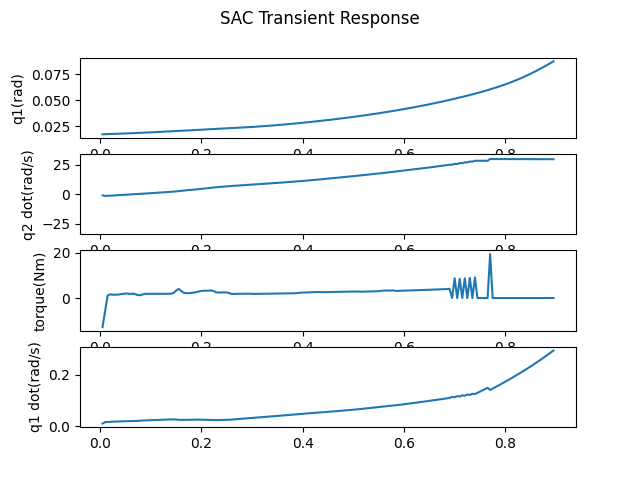 SAC Transient Response
q1(rad)
0.075
0.050
0.025
0.0 0.2 0.4 0.6 0.8
q2 dot(rad/s)
25
0
−25
0.0 0.2 0.4 0.6 0.8
torque(Nm)
20
0
0.0 0.2 0.4 0.6 0.8
q1 dot(rad/s)
0.2
0.0
0.0 0.2 0.4 0.6 0.8